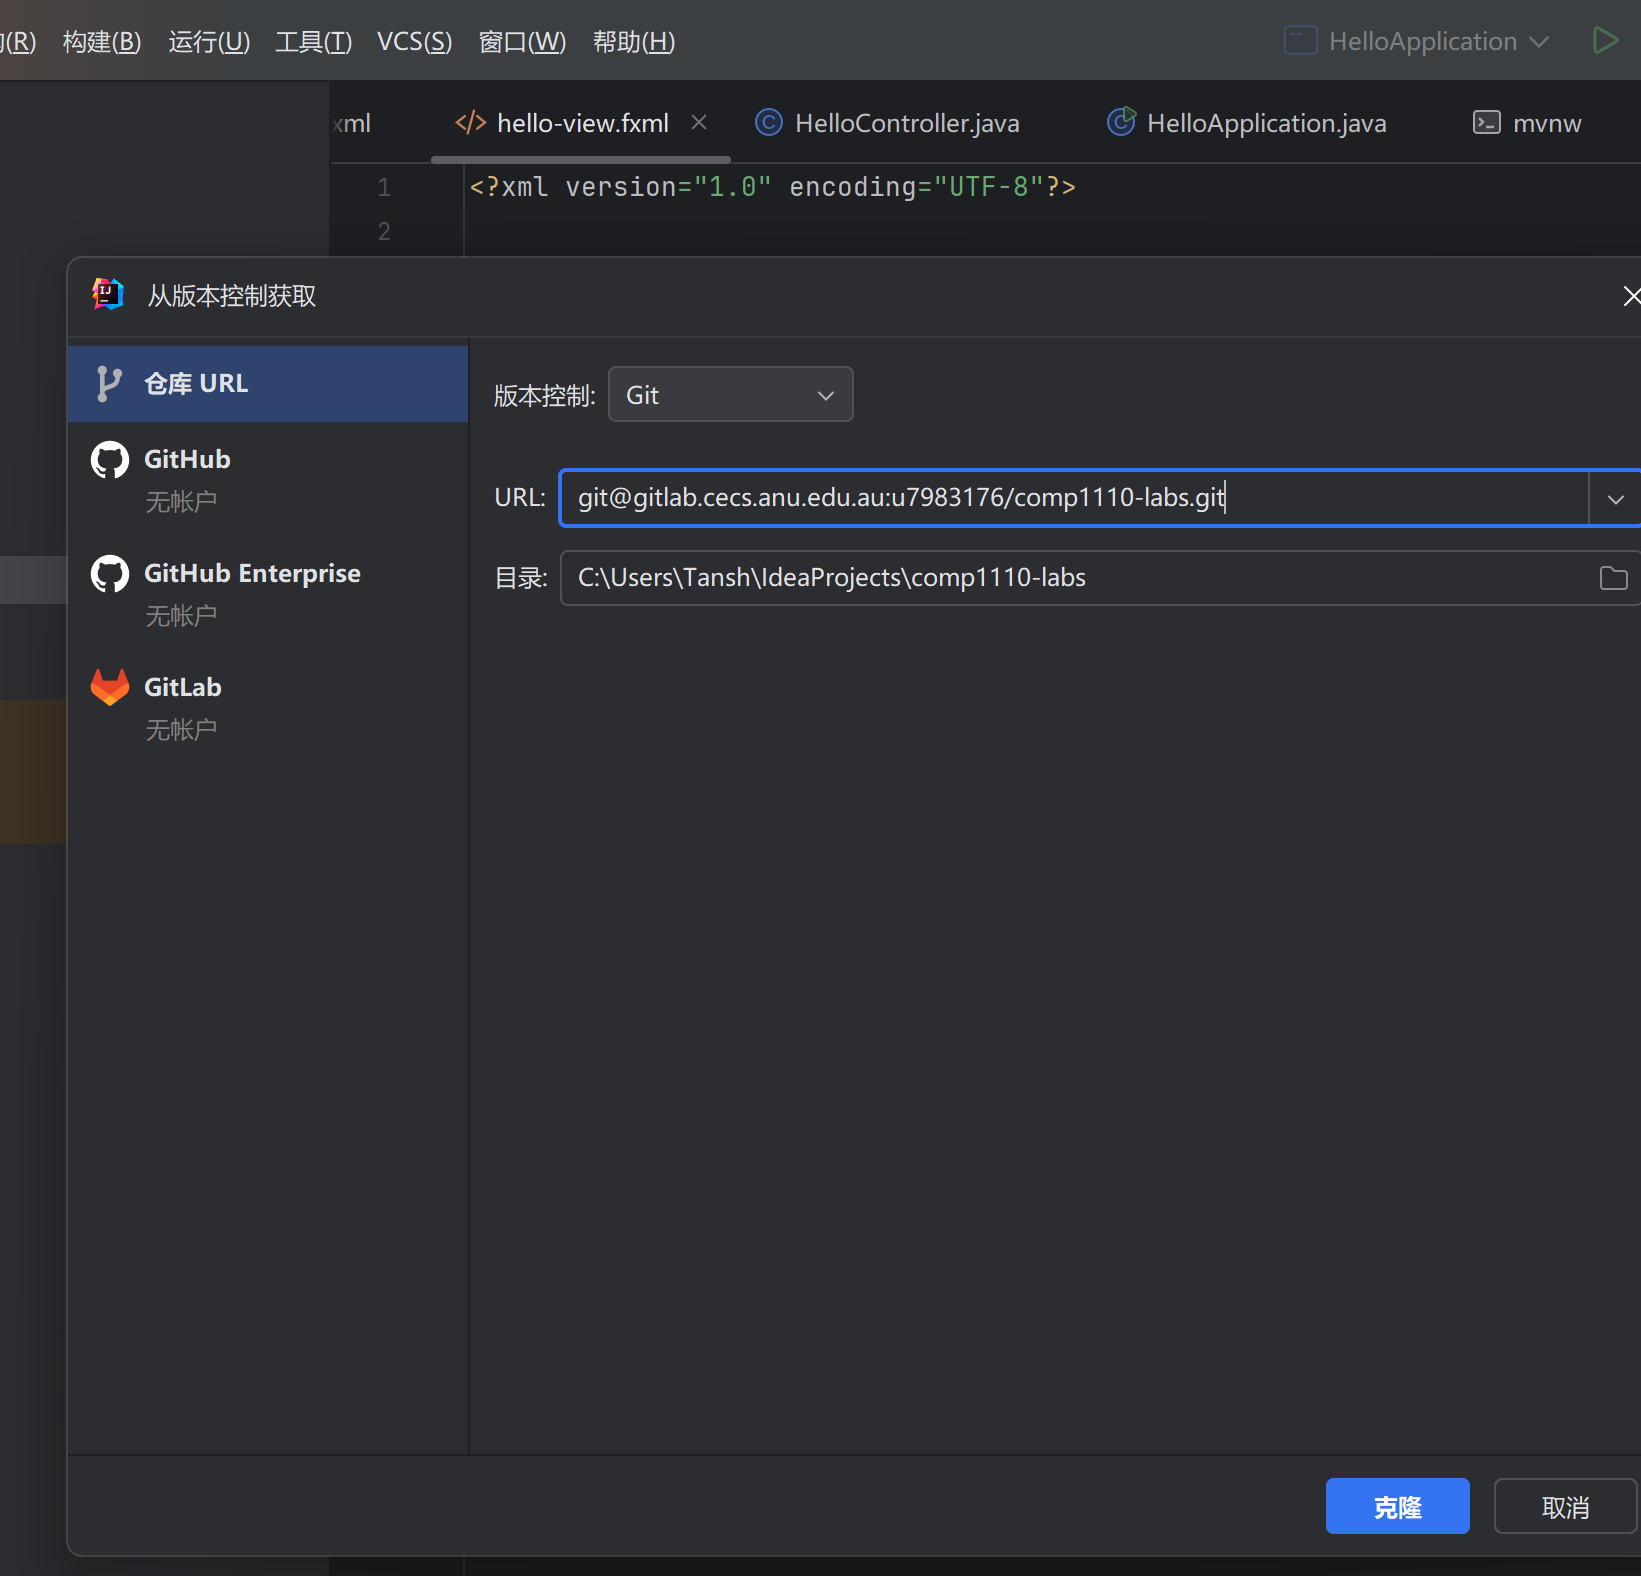 (R) 构建(B) 运行(U) 工具(T) VCS(S) 窗口(W) 帮助(H) HelloApplication
xml hello-view.fxml HelloController.java HelloApplication.java mvnw
1 <?xml version="1.0" encoding="UTF-8"?>
2
从版本控制获取
仓库 URL
GitHub
无帐户
GitHub Enterprise
无帐户
GitLab
无帐户
版本控制: Git
URL: git@gitlab.cecs.anu.edu.au:u7983176/comp1110-labs.git
目录: C:\Users\Tansh\IdeaProjects\comp1110-labs
克隆 取消